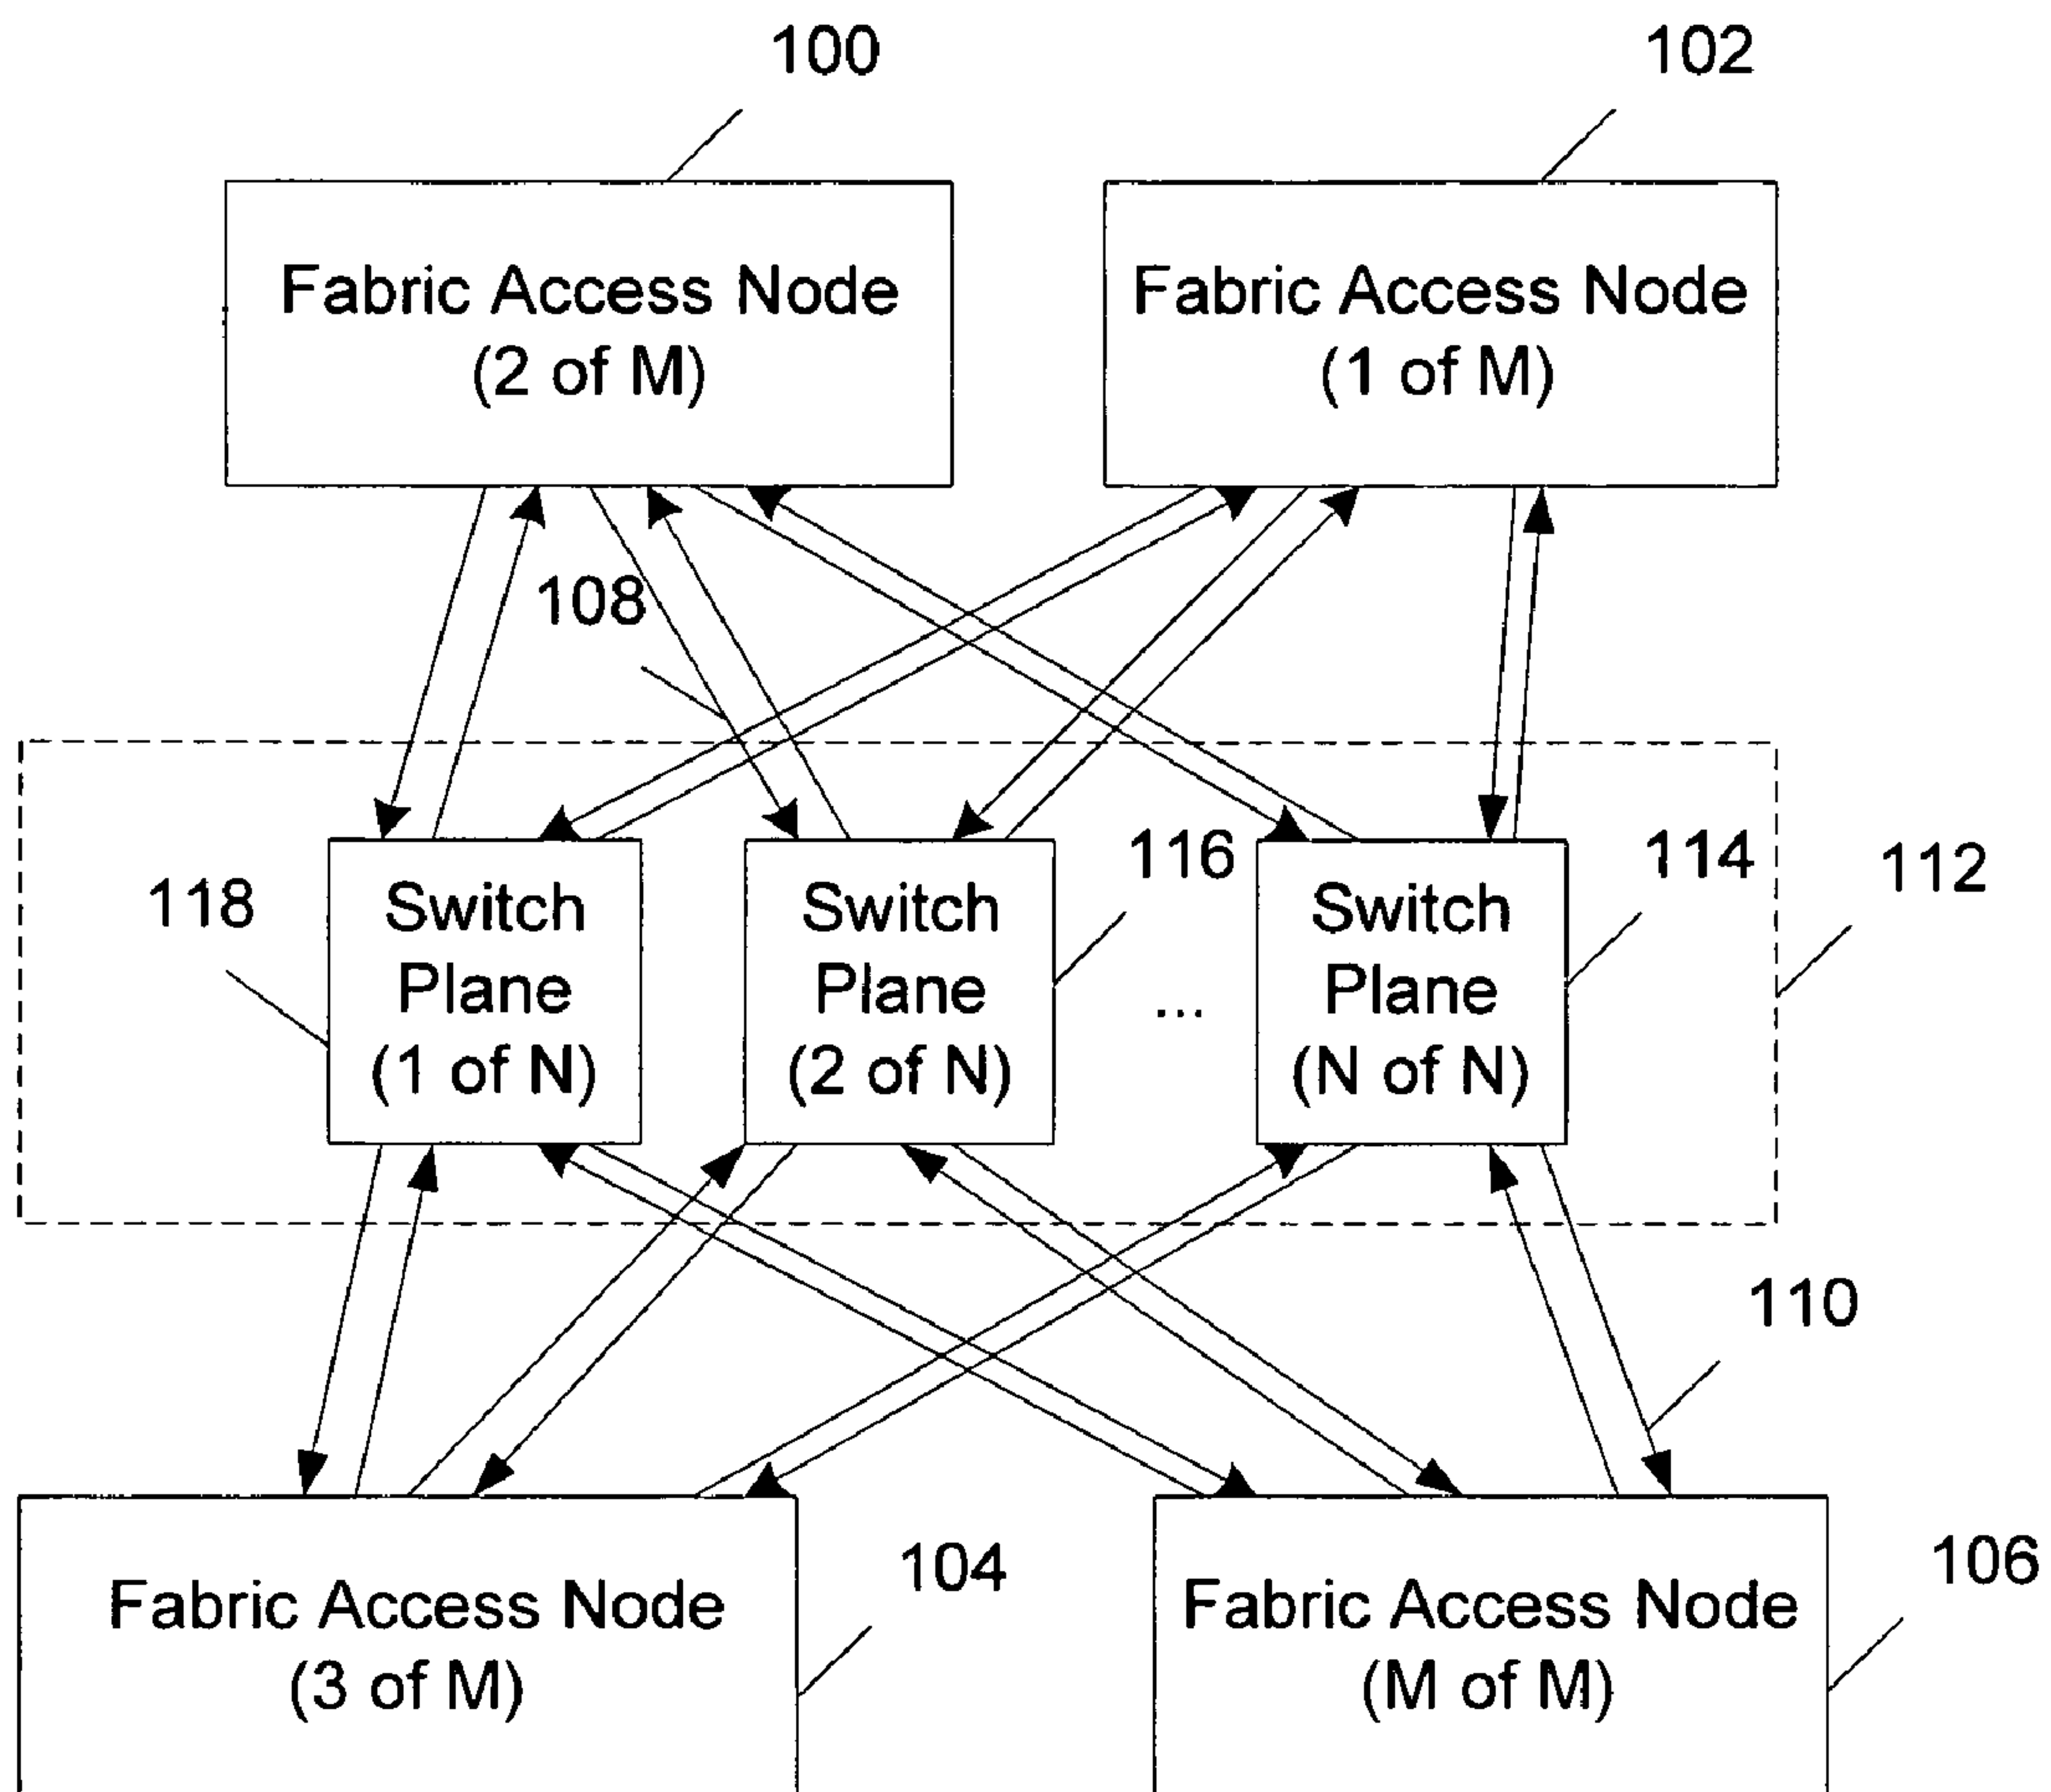 100
102
Fabric Access Node
(2 of M)
Fabric Access Node
(1 of M)
108
118
Switch
Plane
(1 of N)
Switch
Plane
(2 of N)
116
...
Switch
Plane
(N of N)
114
112
110
Fabric Access Node
(3 of M)
104
Fabric Access Node
(M of M)
106